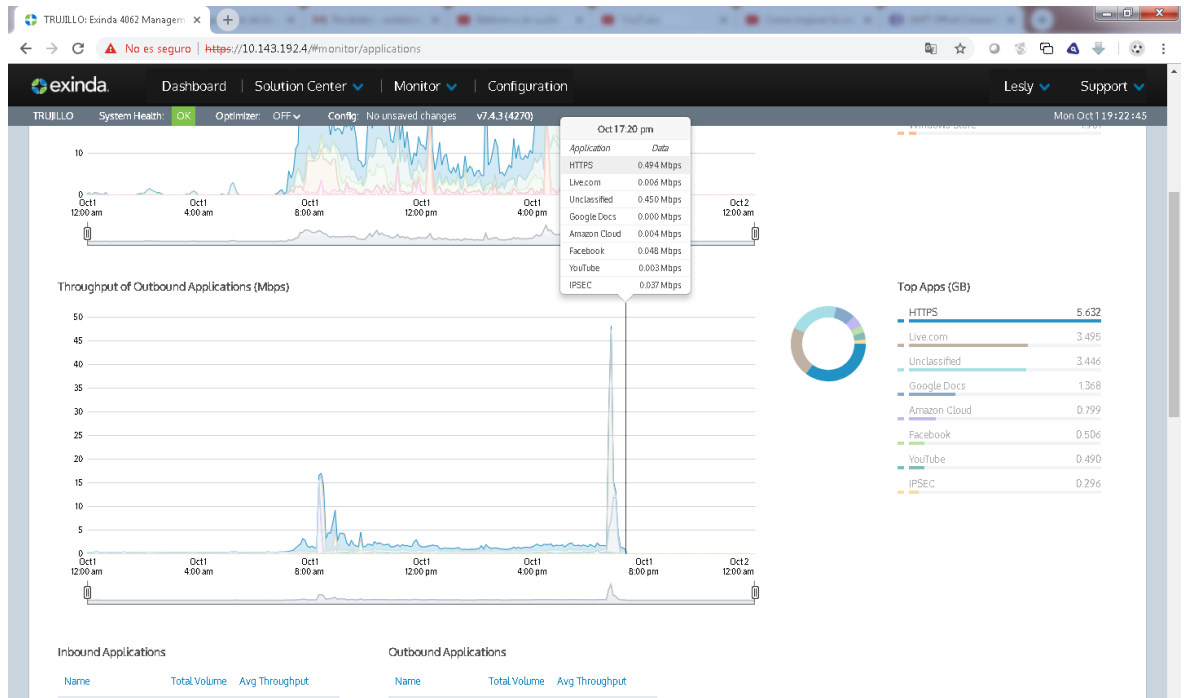 TRUJILLO: Exinda 4062 Managem
No es seguro | https://10.143.192.4/#monitor/applications
exinda. Dashboard | Solution Center | Monitor | Configuration Lesly Support
TRUJILLO System Health: OK Optimizer: OFF Config: No unsaved changes v7.4.3 (4270) Mon Oct 1 19:22:45
10
0
Oct1 Oct1 Oct1 Oct1 Oct1 Oct2
12:00 am 4:00 am 8:00 am 12:00 pm 4:00 pm 12:00 am
Oct 1 7:20 pm
Application Data
HTTPS 0.494 Mbps
Live.com 0.006 Mbps
Unclassified 0.450 Mbps
Google Docs 0.000 Mbps
Amazon Cloud 0.004 Mbps
Facebook 0.048 Mbps
YouTube 0.003 Mbps
IPSEC 0.037 Mbps
Throughput of Outbound Applications (Mbps)
50
45
40
35
30
25
20
15
10
5
0
Oct1 Oct1 Oct1 Oct1 Oct1 Oct1 Oct2
12:00 am 4:00 am 8:00 am 12:00 pm 4:00 pm 8:00 pm 12:00 am
Top Apps (GB)
HTTPS 5.632
Live.com 3.495
Unclassified 3.446
Google Docs 1.368
Amazon Cloud 0.799
Facebook 0.506
YouTube 0.490
IPSEC 0.296
Inbound Applications
Name Total Volume Avg Throughput
Outbound Applications
Name Total Volume Avg Throughput